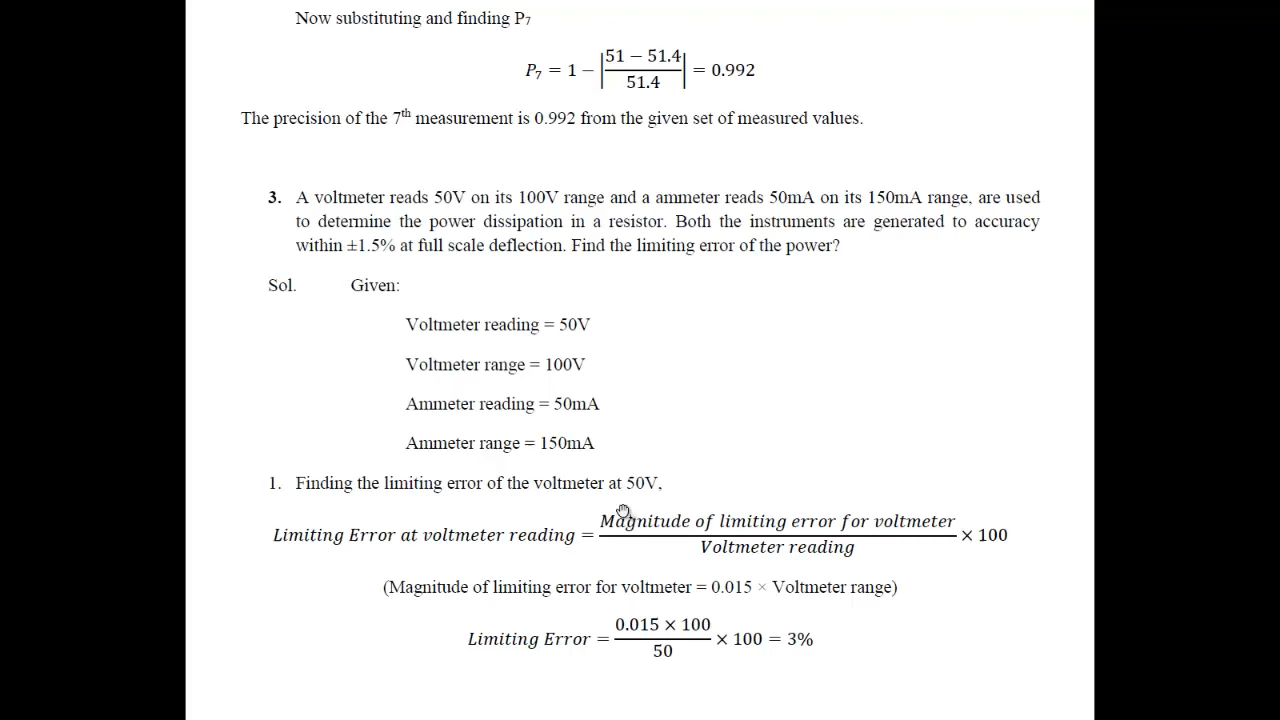 Now substituting and finding P₇
P₇ = 1 − |(51 − 51.4)/51.4| = 0.992
The precision of the 7ᵗʰ measurement is 0.992 from the given set of measured values.
3. A voltmeter reads 50V on its 100V range and a ammeter reads 50mA on its 150mA range, are used
to determine the power dissipation in a resistor. Both the instruments are generated to accuracy
within ±1.5% at full scale deflection. Find the limiting error of the power?
Sol. Given:
Voltmeter reading = 50V
Voltmeter range = 100V
Ammeter reading = 50mA
Ammeter range = 150mA
1. Finding the limiting error of the voltmeter at 50V,
Limiting Error at voltmeter reading = Magnitude of limiting error for voltmeter / Voltmeter reading × 100
(Magnitude of limiting error for voltmeter = 0.015 × Voltmeter range)
Limiting Error = (0.015 × 100)/50 × 100 = 3%